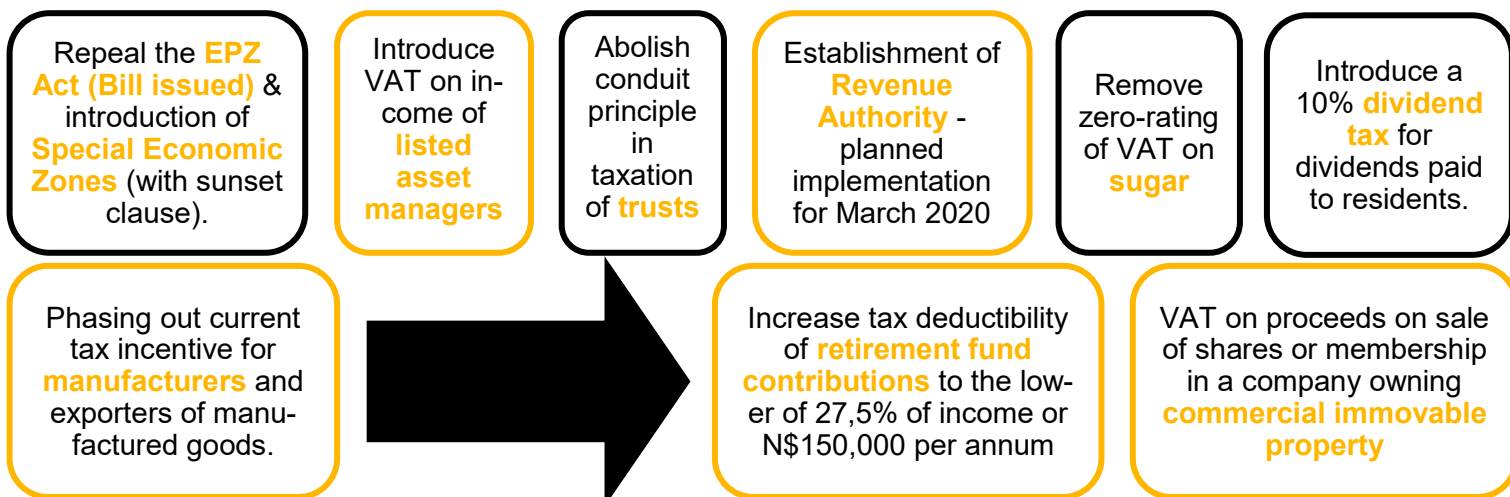 Repeal the EPZ
Act (Bill issued) &
introduction of
Special Economic
Zones (with sunset
clause).
Introduce
VAT on in-
come of
listed
asset
managers
Abolish
conduit
principle
in
taxation
of trusts
Establishment of
Revenue
Authority -
planned
implementation
for March 2020
Remove
zero-rating
of VAT on
sugar
Introduce a
10% dividend
tax for
dividends paid
to residents.
Phasing out current
tax incentive for
manufacturers and
exporters of manu-
factured goods.
Increase tax deductibility
of retirement fund
contributions to the low-
er of 27,5% of income or
N$150,000 per annum
VAT on proceeds on sale
of shares or membership
in a company owning
commercial immovable
property